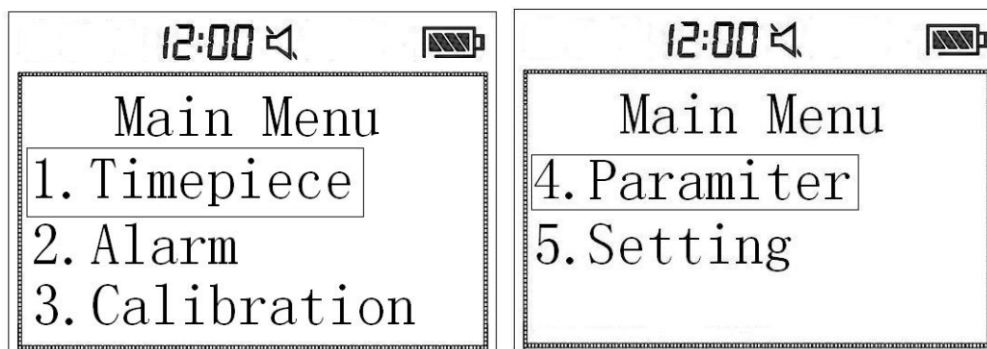 12:00
Main Menu
1.Timepiece
2.Alarm
3.Calibration
12:00
Main Menu
4.Paramiter
5.Setting